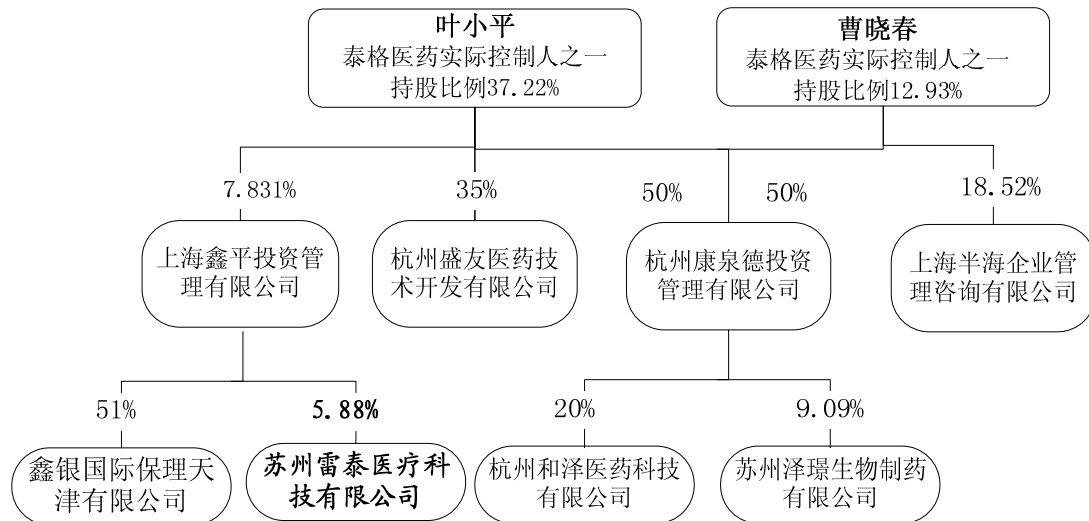 叶小平
泰格医药实际控制人之一
持股比例37.22%
曹晓春
泰格医药实际控制人之一
持股比例12.93%
7.831%
35%
50%
50%
18.52%
上海鑫平投资管
理有限公司
杭州盛友医药技
术开发有限公司
杭州康泉德投资
管理有限公司
上海半海企业管
理咨询有限公司
51%
5.88%
20%
9.09%
鑫银国际保理天
津有限公司
苏州雷泰医疗科
技有限公司
杭州和泽医药科技
有限公司
苏州泽璟生物制药
有限公司